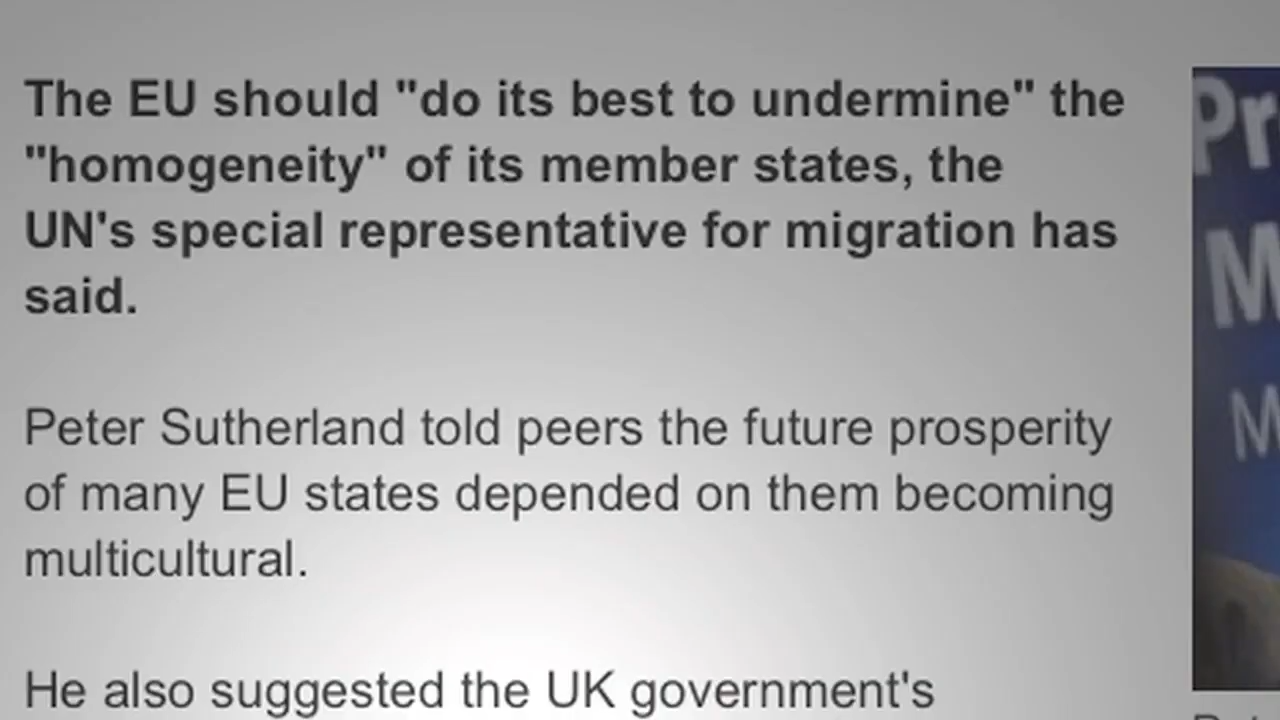 The EU should "do its best to undermine" the
"homogeneity" of its member states, the
UN's special representative for migration has
said.
Peter Sutherland told peers the future prosperity
of many EU states depended on them becoming
multicultural.
He also suggested the UK government's
Pr
M
M